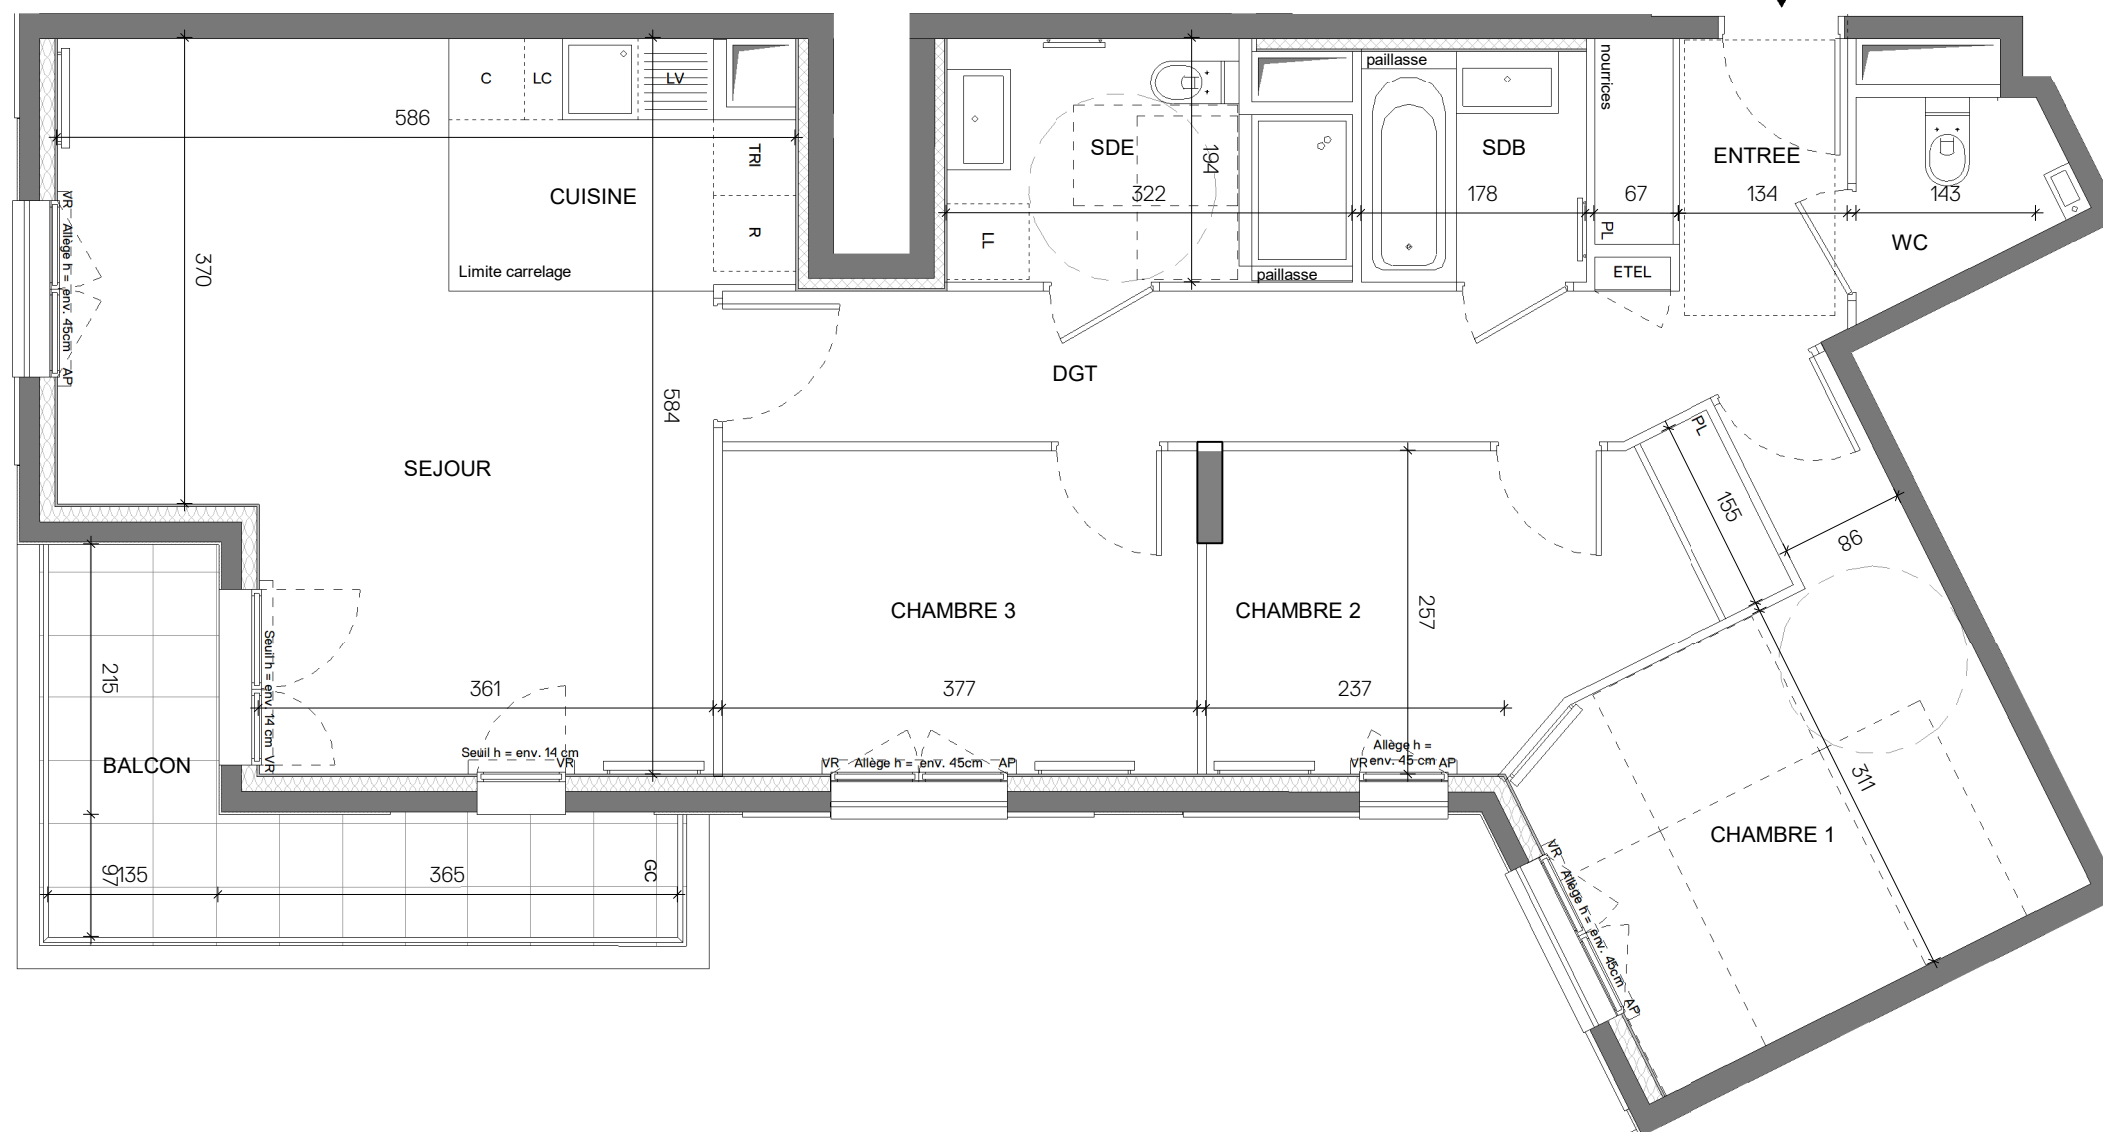 C
LC
LV
586
TRI
R
CUISINE
Limite carrelage
370
VR
Allège h = env. 45cm
AP
584
SEJOUR
SDE
194
322
LL
paillasse
paillasse
SDB
178
nourrices
67
PL
ETEL
ENTREE
134
143
WC
DGT
PL
155
86
CHAMBRE 3
CHAMBRE 2
257
361
377
237
215
BALCON
Seuil h = env. 14 cm
VR
Seuil h = env. 14 cm
VR
VR
Allège h = env. 45cm
AP
Allège h =
env. 45 cm
VR
AP
311
CHAMBRE 1
VR
Allège h = env. 45cm
AP
97
135
365
GC